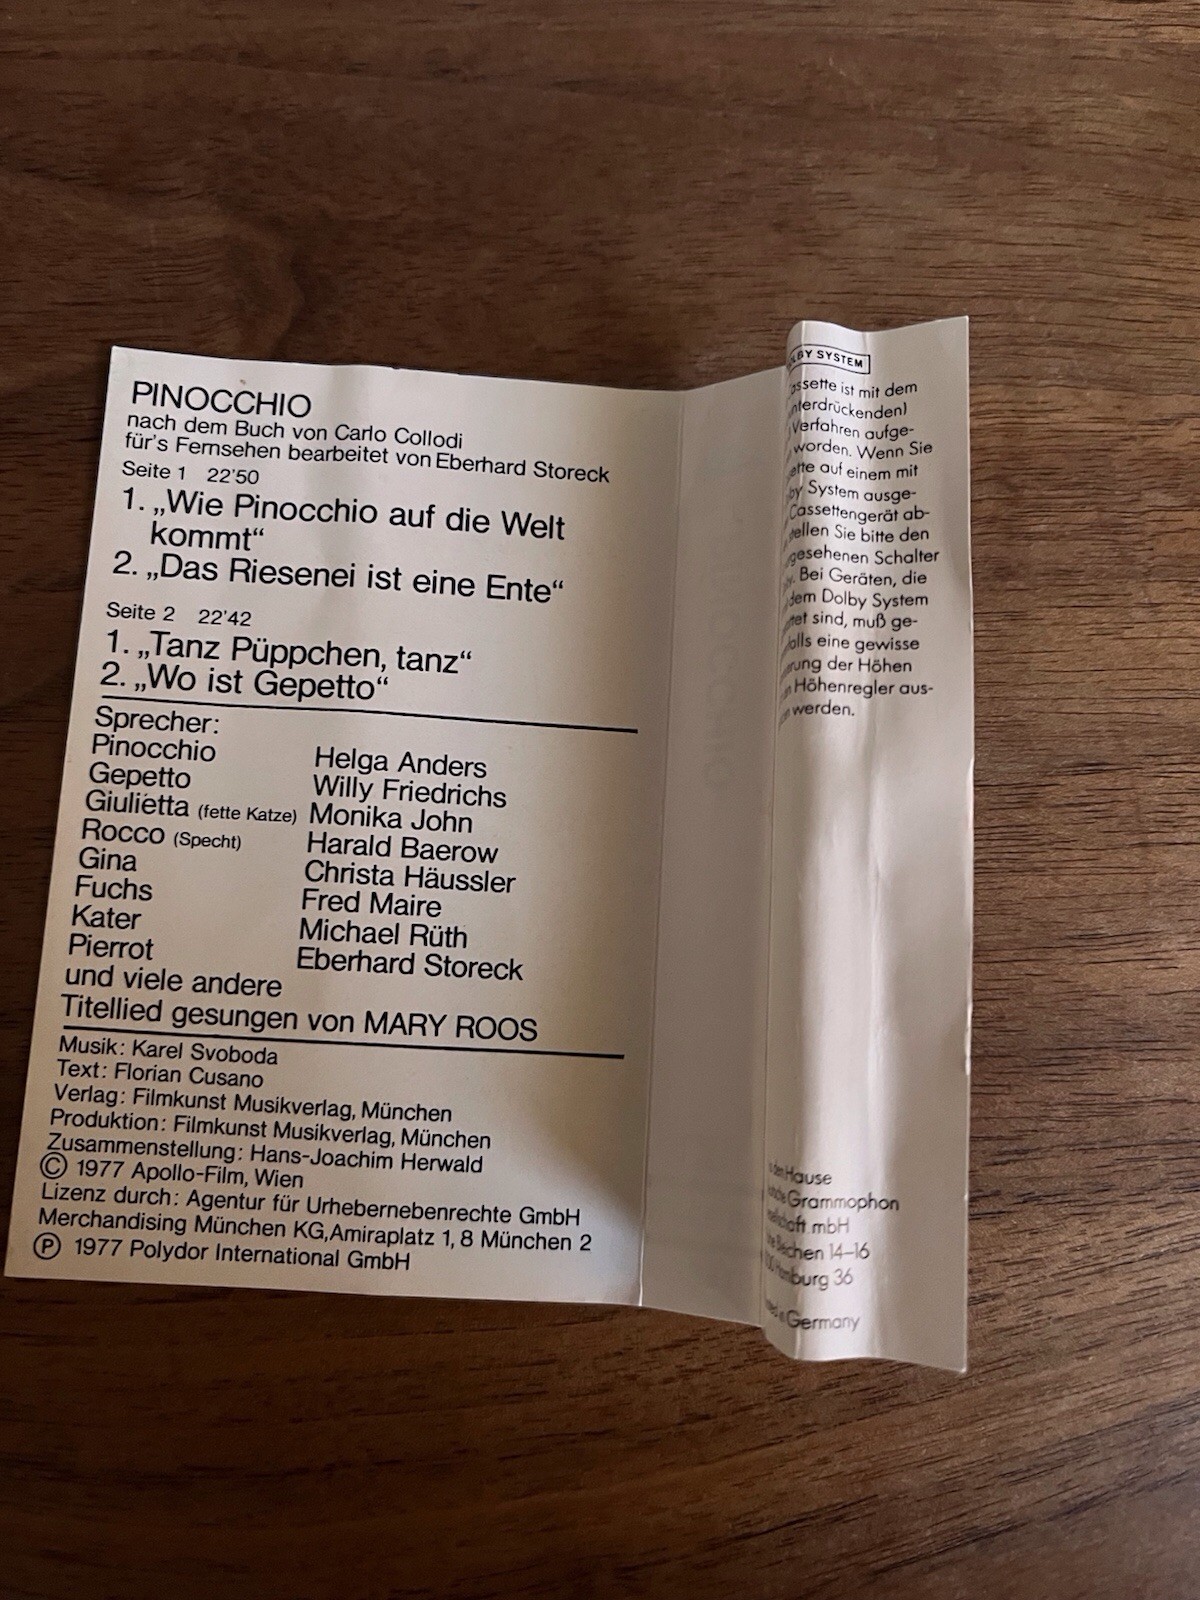 PINOCCHIO
nach dem Buch von Carlo Collodi
für's Fernsehen bearbeitet von Eberhard Storeck
Seite 1 22'50
1. „Wie Pinocchio auf die Welt
kommt“
2. „Das Riesenei ist eine Ente“
Seite 2 22'42
1. „Tanz Püppchen, tanz“
2. „Wo ist Gepetto“
Sprecher:
Pinocchio Helga Anders
Gepetto Willy Friedrichs
Giulietta (fette Katze) Monika John
Rocco (Specht) Harald Baerow
Gina Christa Häussler
Fuchs Fred Maire
Kater Michael Rüth
Pierrot Eberhard Storeck
und viele andere
Titellied gesungen von MARY ROOS
Musik: Karel Svoboda
Text: Florian Cusano
Verlag: Filmkunst Musikverlag, München
Produktion: Filmkunst Musikverlag, München
Zusammenstellung: Hans-Joachim Herwald
© 1977 Apollo-Film, Wien
Lizenz durch: Agentur für Urhebernebenrechte GmbH
Merchandising München KG, Amiraplatz 1, 8 München 2
Ⓟ 1977 Polydor International GmbH
SYSTEM
ist mit dem
Verfahren aufge-
worden. Wenn Sie
auf einem mit
System ausge-
Cassettengerät ab-
Sie bitte den
Schalter
Bei Geräten, die
dem Dolby System
sind, muß ge-
eine gewisse
der Höhen
Höhenregler aus-
werden.
Hause
Grammophon
mbH
14-16
36
Germany